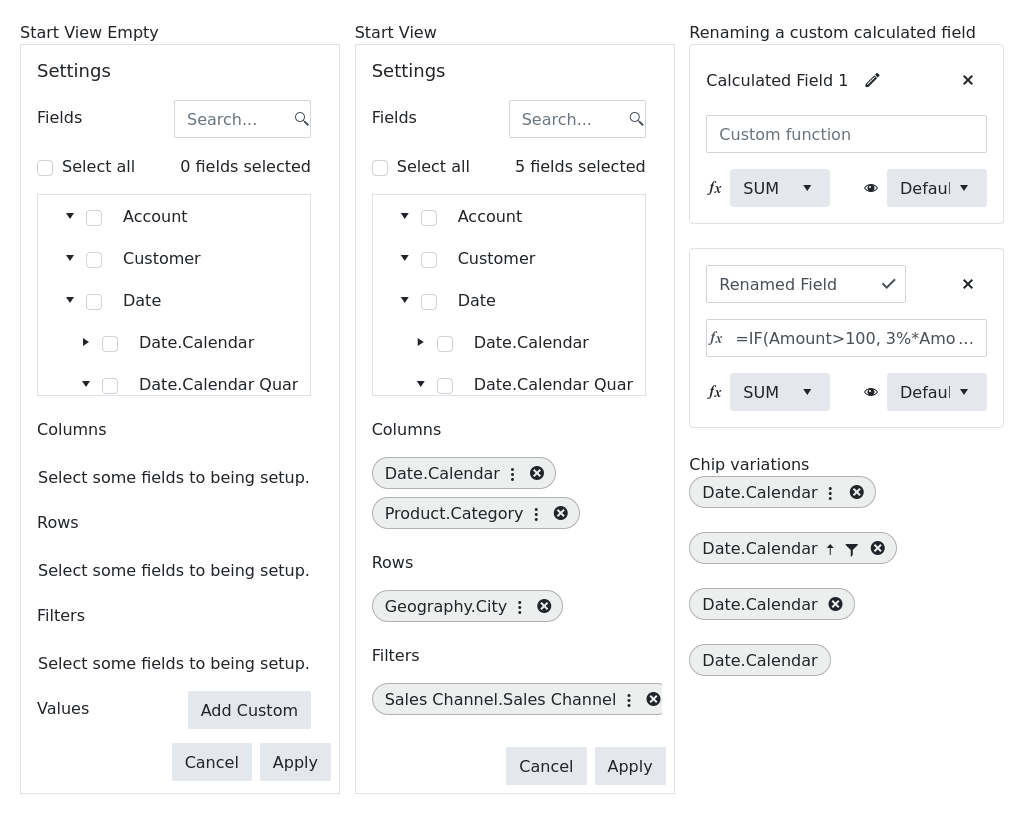 Start View Empty
Settings
Fields
Search...
Select all
0 fields selected
Account
Customer
Date
Date.Calendar
Date.Calendar Quar
Columns
Select some fields to being setup.
Rows
Select some fields to being setup.
Filters
Select some fields to being setup.
Values
Add Custom
Cancel
Apply
Start View
Settings
Fields
Search...
Select all
5 fields selected
Account
Customer
Date
Date.Calendar
Date.Calendar Quar
Columns
Date.Calendar
Product.Category
Rows
Geography.City
Filters
Sales Channel.Sales Channel
Cancel
Apply
Renaming a custom calculated field
Calculated Field 1
Custom function
fx
SUM
Defaul
Renamed Field
fx
=IF(Amount>100, 3%*Amo...
fx
SUM
Defaul
Chip variations
Date.Calendar
Date.Calendar
Date.Calendar
Date.Calendar